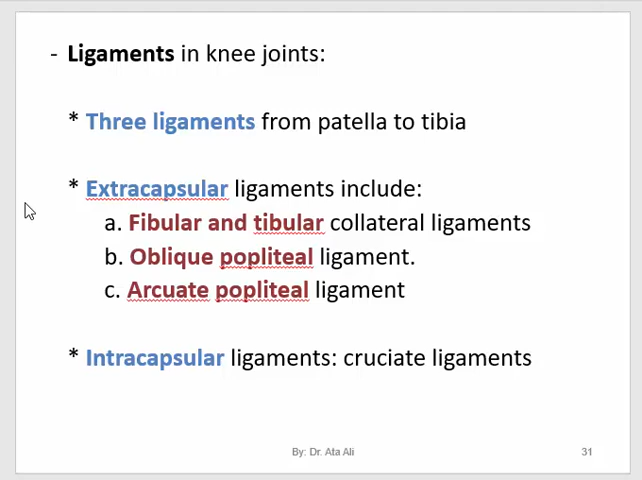 - Ligaments in knee joints:
* Three ligaments from patella to tibia
* Extracapsular ligaments include:
a. Fibular and tibular collateral ligaments
b. Oblique popliteal ligament.
c. Arcuate popliteal ligament
* Intracapsular ligaments: cruciate ligaments
By: Dr. Ata Ali
31